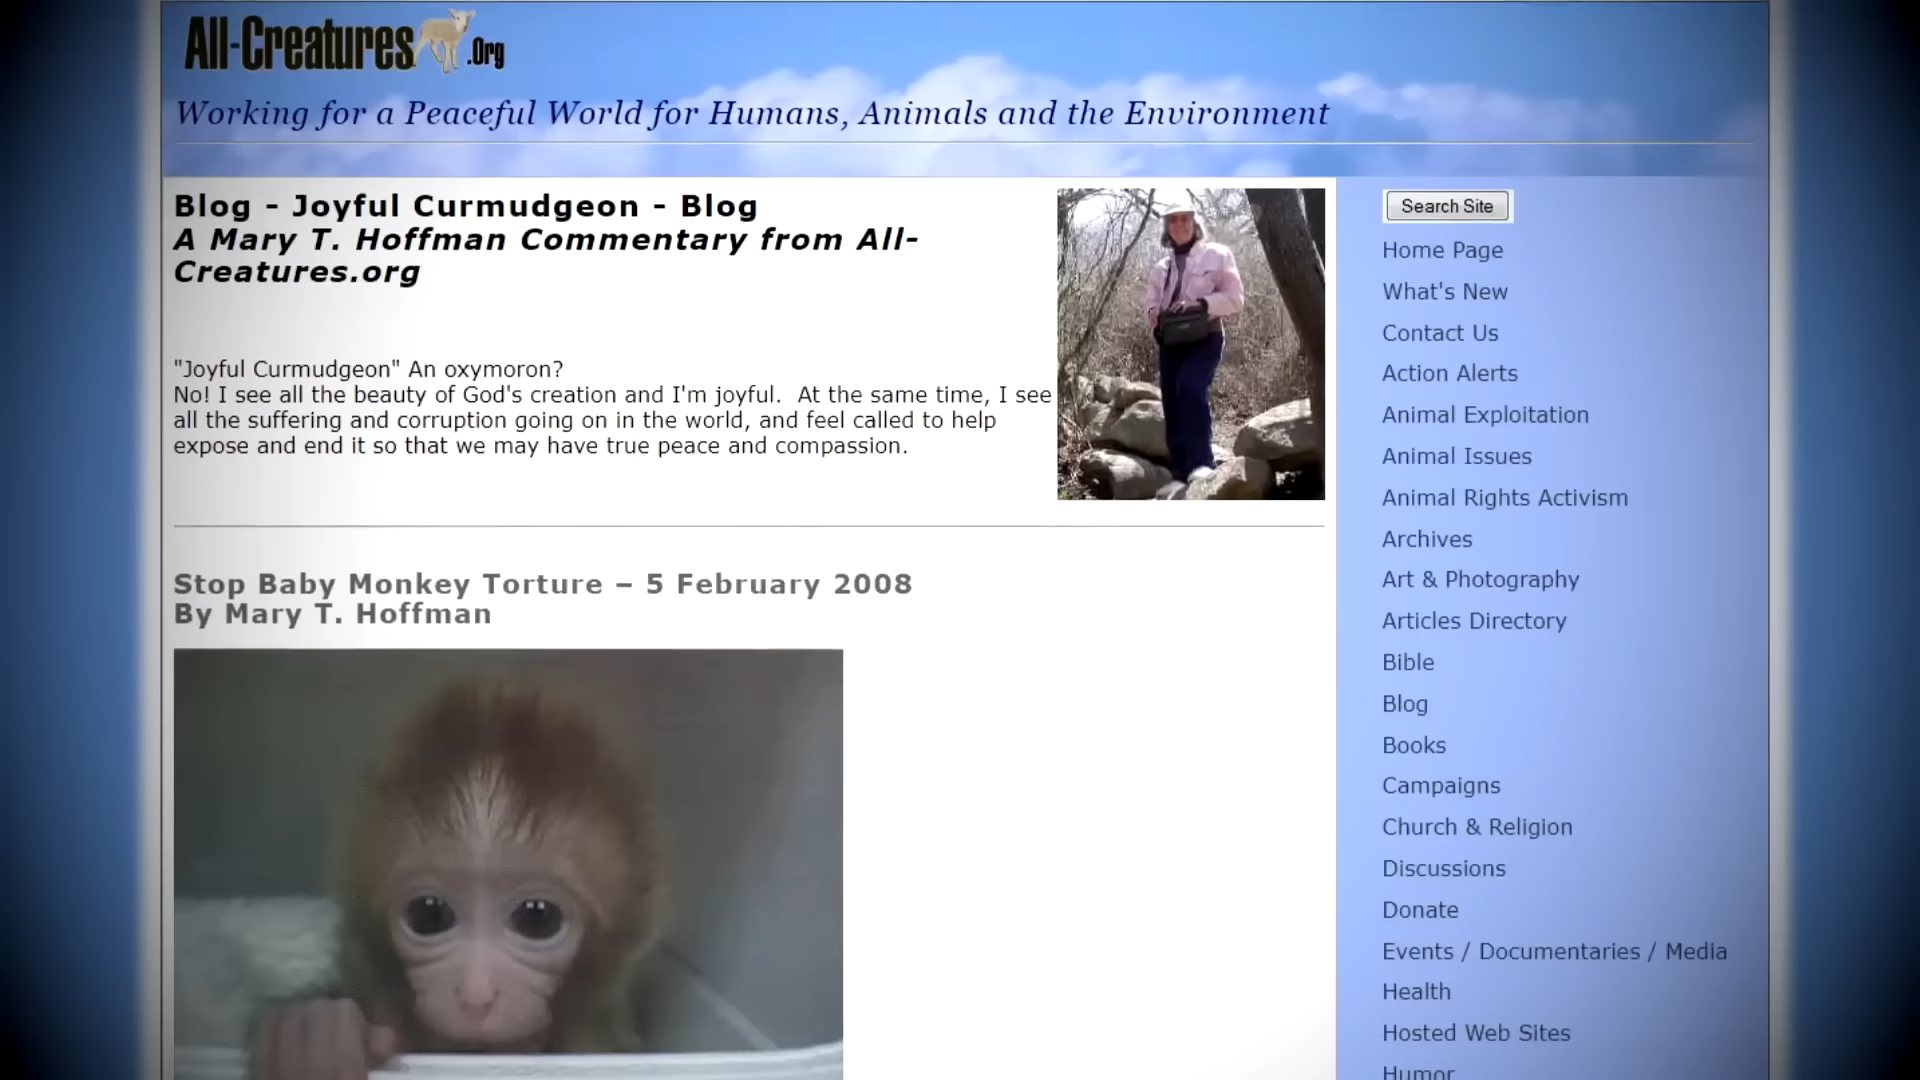 All-Creatures.Org
Working for a Peaceful World for Humans, Animals and the Environment
Blog - Joyful Curmudgeon - Blog
A Mary T. Hoffman Commentary from All-
Creatures.org
"Joyful Curmudgeon" An oxymoron?
No! I see all the beauty of God's creation and I'm joyful.  At the same time, I see
all the suffering and corruption going on in the world, and feel called to help
expose and end it so that we may have true peace and compassion.
Stop Baby Monkey Torture – 5 February 2008
By Mary T. Hoffman
Search Site
Home Page
What's New
Contact Us
Action Alerts
Animal Exploitation
Animal Issues
Animal Rights Activism
Archives
Art & Photography
Articles Directory
Bible
Blog
Books
Campaigns
Church & Religion
Discussions
Donate
Events / Documentaries / Media
Health
Hosted Web Sites
Humor